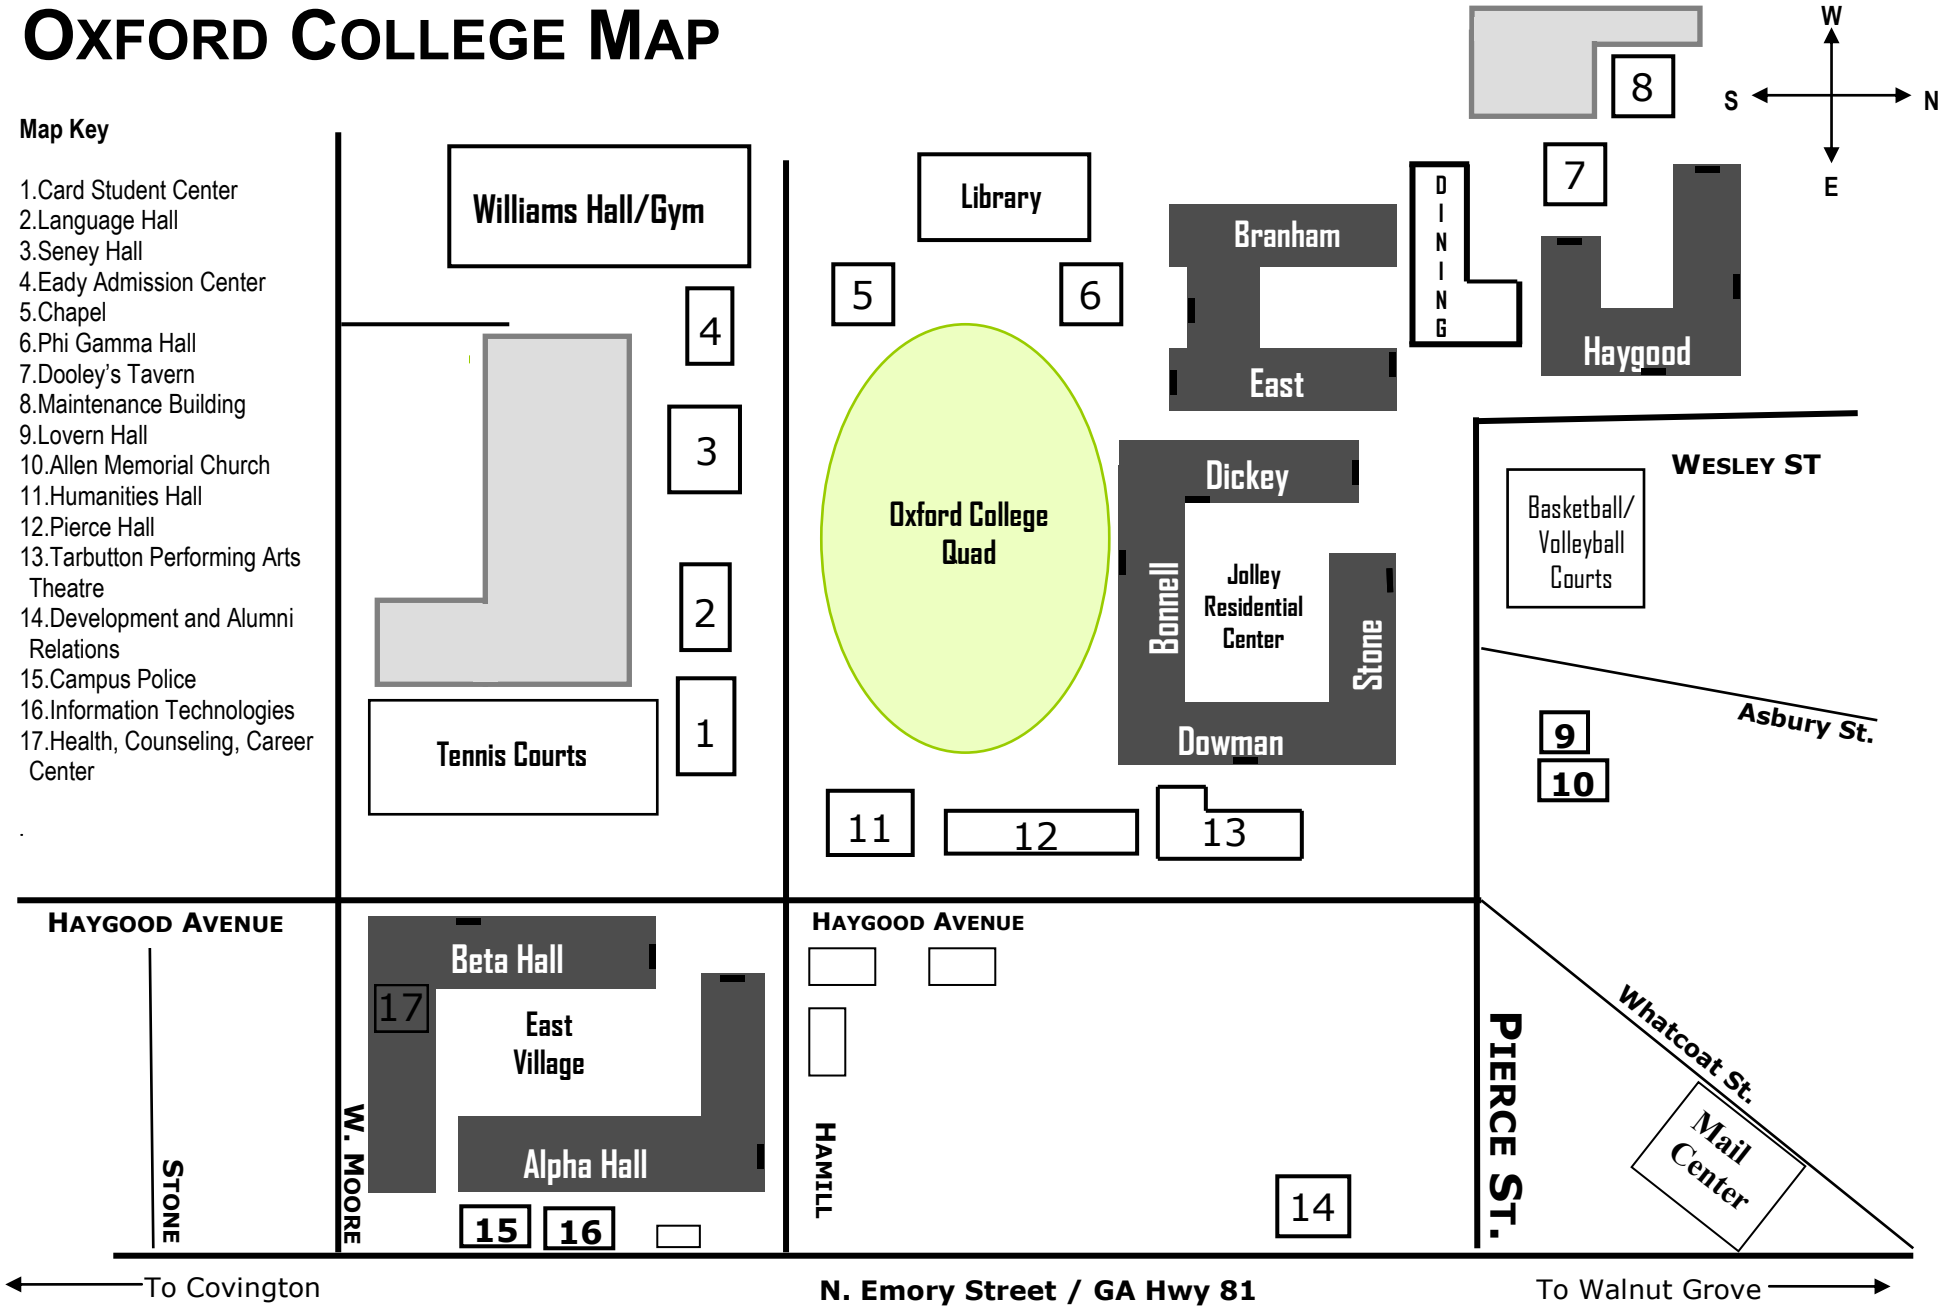 OXFORD COLLEGE MAP
Map Key
1.Card Student Center
2.Language Hall
3.Seney Hall
4.Eady Admission Center
5.Chapel
6.Phi Gamma Hall
7.Dooley's Tavern
8.Maintenance Building
9.Lovern Hall
10.Allen Memorial Church
11.Humanities Hall
12.Pierce Hall
13.Tarbutton Performing Arts
Theatre
14.Development and Alumni
Relations
15.Campus Police
16.Information Technologies
17.Health, Counseling, Career
Center
.
W
S
N
E
8
7
Williams Hall/Gym
Library
Branham
DINING
Haygood
4
5
6
East
3
Oxford College
Quad
Dickey
WESLEY ST
Basketball/
Volleyball
Courts
Bonnell
Jolley
Residential
Center
Stone
2
1
Tennis Courts
Dowman
Asbury St.
9
10
11
12
13
HAYGOOD AVENUE
HAYGOOD AVENUE
Beta Hall
17
East
Village
Alpha Hall
15
16
STONE
W. MOORE
HAMILL
14
PIERCE ST.
Whatcoat St.
Mail
Center
To Covington
N. Emory Street / GA Hwy 81
To Walnut Grove